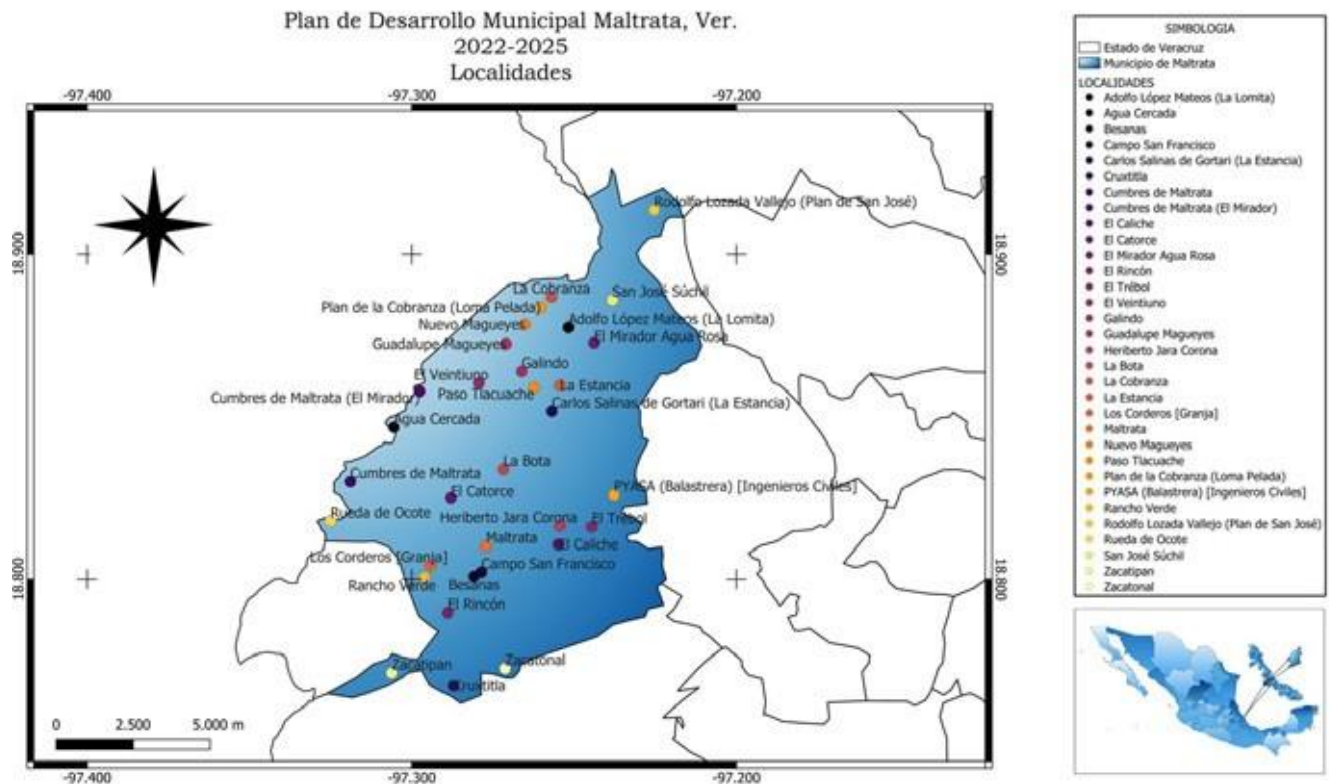 Plan de Desarrollo Municipal Maltrata, Ver.
2022-2025
Localidades
-97.400 -97.300 -97.200
18.900 18.900
Rodolfo Lozada Vallejo (Plan de San José)
La Cobranza
San José Súchil
Plan de la Cobranza (Loma Pelada)
Adolfo López Mateos (La Lomita)
Nuevo Magueyes
El Mirador Agua Rosa
Guadalupe Magueyes
Galindo
El Veintiuno
La Estancia
Paso Tlacuache
Cumbres de Maltrata (El Mirador)
Carlos Salinas de Gortari (La Estancia)
Agua Cercada
La Bota
Cumbres de Maltrata
El Catorce
PYASA (Balastrera) [Ingenieros Civiles]
Rueda de Ocote
Heriberto Jara Corona
El Trébol
Maltrata
El Caliche
Los Corderos [Granja]
Campo San Francisco
Rancho Verde
Besanas
18.800 18.800
El Rincón
Zacatipan
Zacatonal
Cruxtitla
0 2.500 5.000 m
-97.400 -97.300 -97.200
SIMBOLOGIA
Estado de Veracruz
Municipio de Maltrata
LOCALIDADES
Adolfo López Mateos (La Lomita)
Agua Cercada
Besanas
Campo San Francisco
Carlos Salinas de Gortari (La Estancia)
Cruxtitla
Cumbres de Maltrata
Cumbres de Maltrata (El Mirador)
El Caliche
El Catorce
El Mirador Agua Rosa
El Rincón
El Trébol
El Veintiuno
Galindo
Guadalupe Magueyes
Heriberto Jara Corona
La Bota
La Cobranza
La Estancia
Los Corderos [Granja]
Maltrata
Nuevo Magueyes
Paso Tlacuache
Plan de la Cobranza (Loma Pelada)
PYASA (Balastrera) [Ingenieros Civiles]
Rancho Verde
Rodolfo Lozada Vallejo (Plan de San José)
Rueda de Ocote
San José Súchil
Zacatipan
Zacatonal